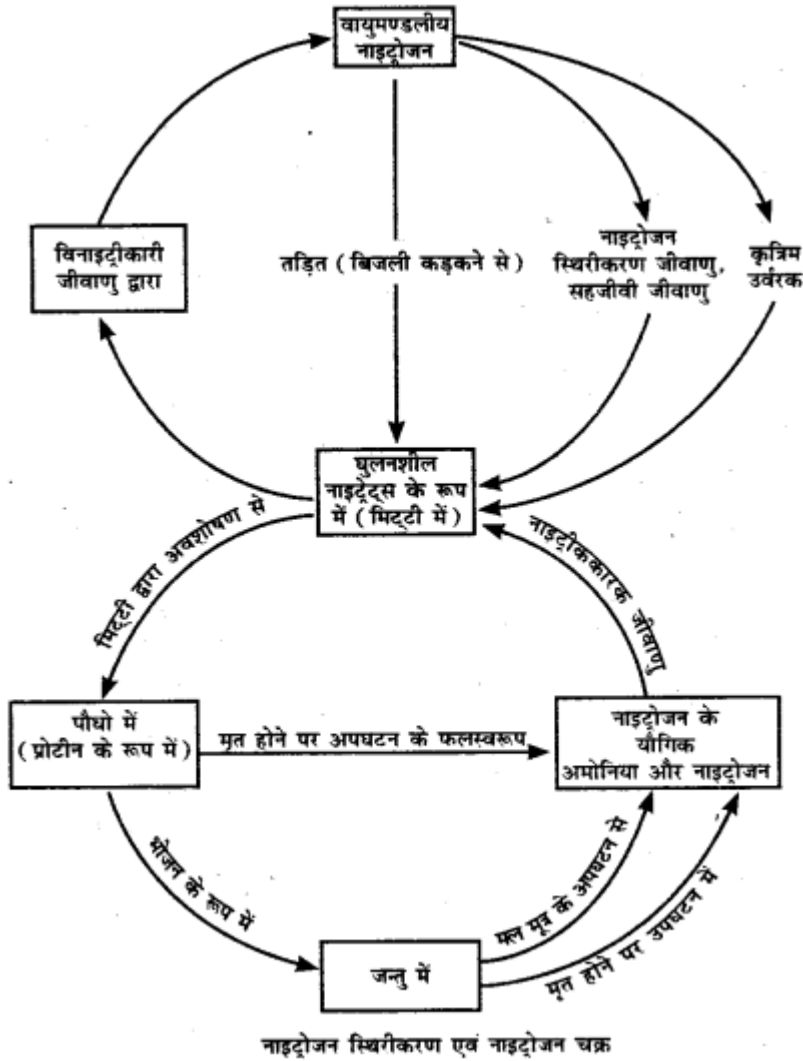 वायुमण्डलीय
नाइट्रोजन
विनाइट्रीकारी
जीवाणु द्वारा
तड़ित (बिजली कड़कने से)
नाइट्रोजन
स्थिरीकरण जीवाणु,
सहजीवी जीवाणु
कृत्रिम
उर्वरक
घुलनशील
नाइट्रेट्स के रूप
में (मिट्टी में)
मिट्टी द्वारा अवशोषण से
नाइट्रीककारक जीवाणु
पौधो में
(प्रोटीन के रूप में)
मृत होने पर अपघटन के फलस्वरूप
नाइट्रोजन के
यौगिक
अमोनिया और नाइट्रोजन
भोजन के रूप में
मल मूत्र के अपघटन से
मृत होने पर उपघटन में
जन्तु में
नाइट्रोजन स्थिरीकरण एवं नाइट्रोजन चक्र